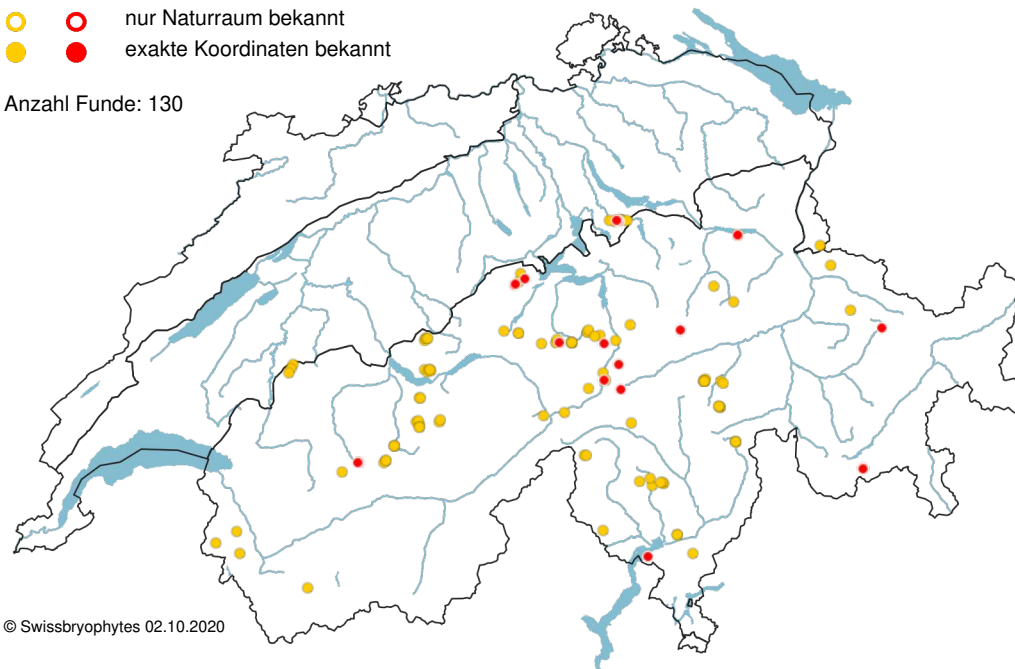 nur Naturraum bekannt
exakte Koordinaten bekannt
Anzahl Funde: 130
© Swissbryophytes 02.10.2020